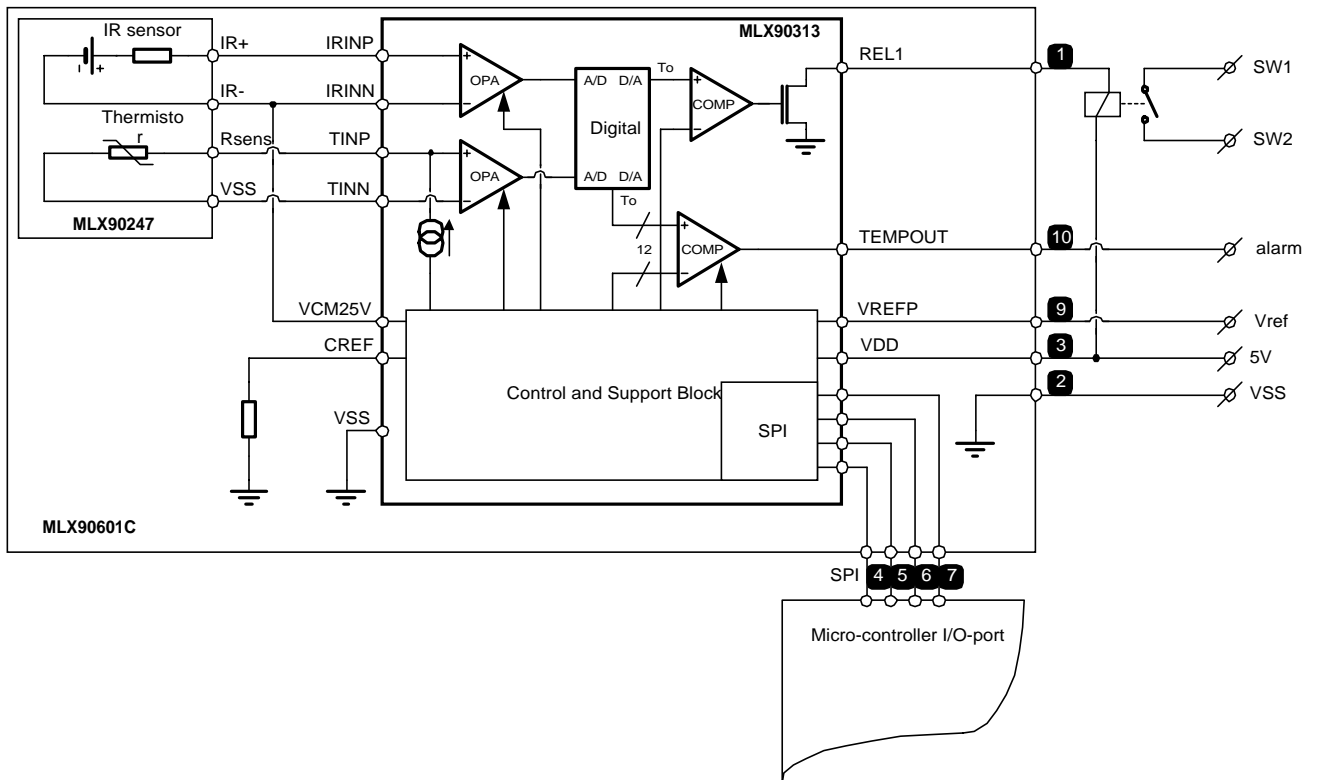 MLX90313
IR sensor
IR+
IRINP
REL1
1
SW1
+
-
OPA
A/D
D/A
To
+
-
COMP
- +
IR-
IRINN
Digital
SW2
Thermisto
r
Rsens
TINP
+
-
OPA
A/D
D/A
To
VSS
TINN
MLX90247
+
-
COMP
12
TEMPOUT
10
alarm
VCM25V
VREFP
9
Vref
CREF
VDD
3
5V
Control and Support Block
2
VSS
VSS
SPI
MLX90601C
SPI
4
5
6
7
Micro-controller I/O-port